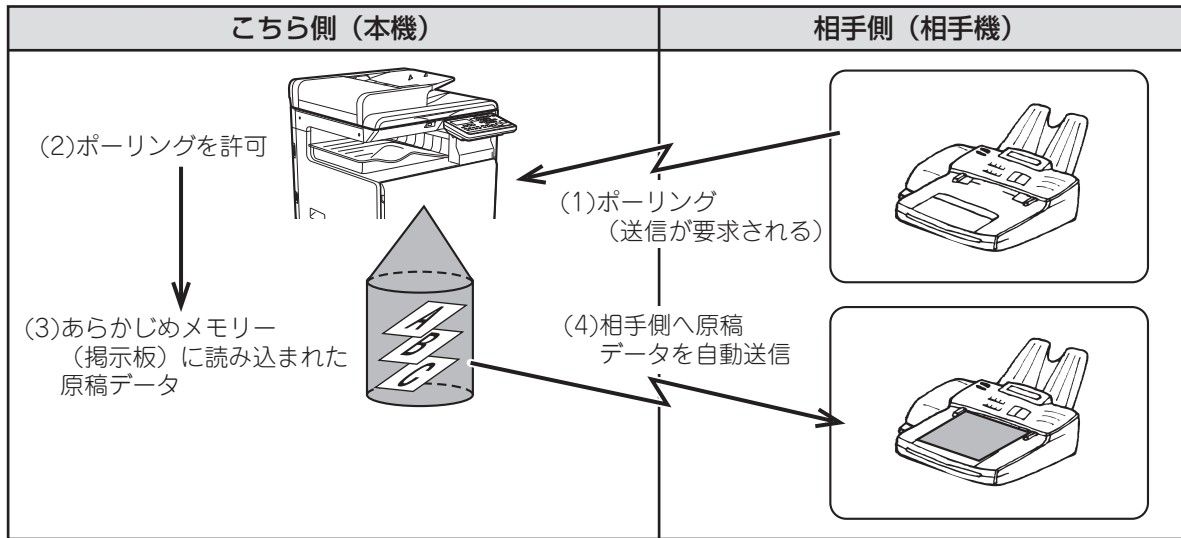 こちら側（本機）
相手側（相手機）
(2)ポーリングを許可
(1)ポーリング
（送信が要求される）
(3)あらかじめメモリー
（掲示板）に読み込まれた
原稿データ
A
B
C
(4)相手側へ原稿
データを自動送信